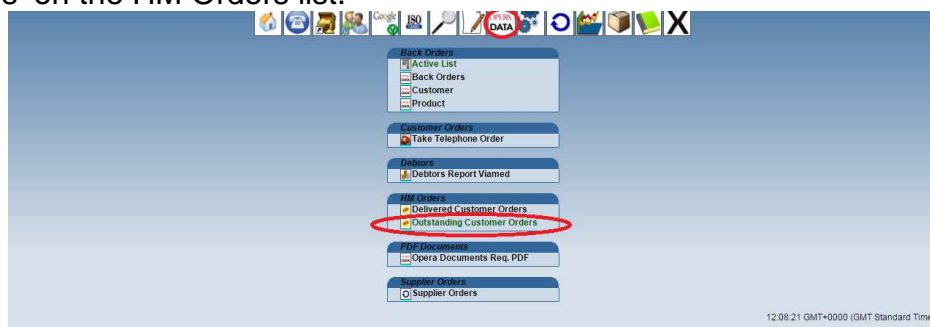 on the HM Orders list.
Google ISO OPERA DATA X
Back Orders
Active List
Back Orders
Customer
Product
Customer Orders
Take Telephone Order
Debtors
Debtors Report Viamed
HM Orders
Delivered Customer Orders
Outstanding Customer Orders
PDF Documents
Opera Documents Req. PDF
Supplier Orders
Supplier Orders
12:08:21 GMT+0000 (GMT Standard Time